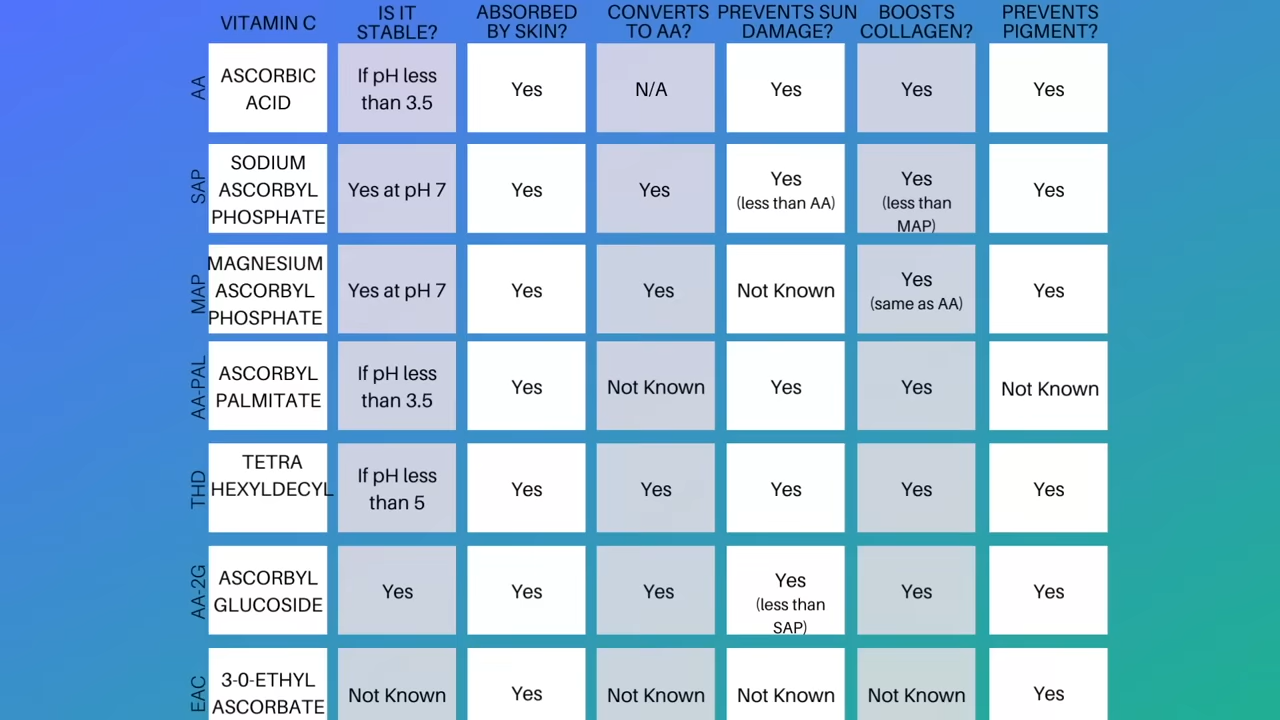 VITAMIN C
IS IT
STABLE?
ABSORBED
BY SKIN?
CONVERTS
TO AA?
PREVENTS SUN
DAMAGE?
BOOSTS
COLLAGEN?
PREVENTS
PIGMENT?
AA
ASCORBIC
ACID
If pH less
than 3.5
Yes
N/A
Yes
Yes
Yes
SAP
SODIUM
ASCORBYL
PHOSPHATE
Yes at pH 7
Yes
Yes
Yes
(less than AA)
Yes
(less than
MAP)
Yes
MAP
MAGNESIUM
ASCORBYL
PHOSPHATE
Yes at pH 7
Yes
Yes
Not Known
Yes
(same as AA)
Yes
AA-PAL
ASCORBYL
PALMITATE
If pH less
than 3.5
Yes
Not Known
Yes
Yes
Not Known
THD
TETRA
HEXYLDECYL
If pH less
than 5
Yes
Yes
Yes
Yes
Yes
AA-2G
ASCORBYL
GLUCOSIDE
Yes
Yes
Yes
Yes
(less than
SAP)
Yes
Yes
EAC
3-0-ETHYL
ASCORBATE
Not Known
Yes
Not Known
Not Known
Not Known
Yes